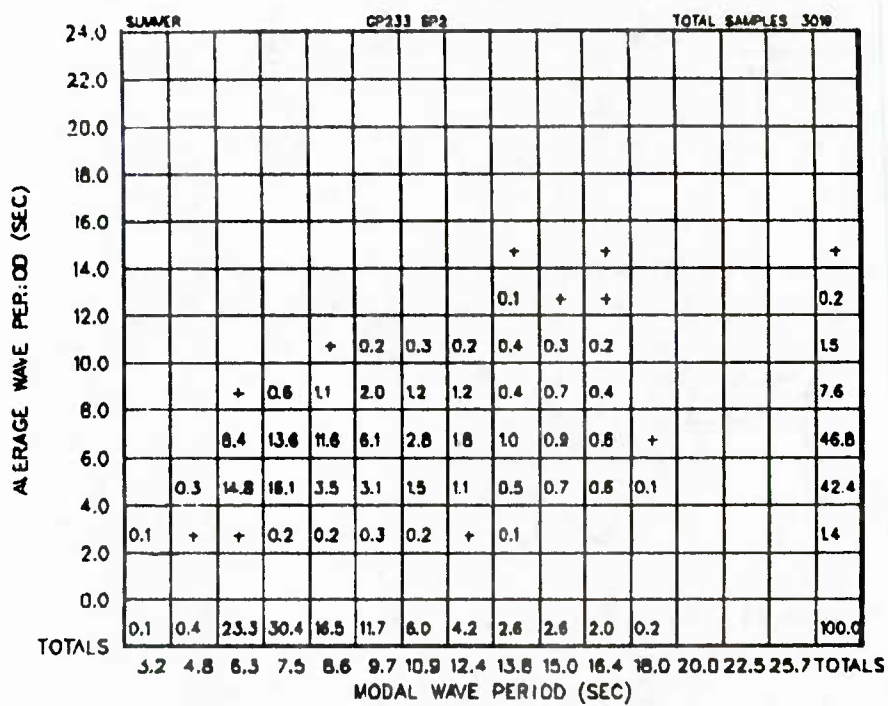 SUMMER GP233 SP2 TOTAL SAMPLES
24.0
22.0
20.0
18.0
16.0
+ + +
14.0
0.1 + + 0.2
12.0
+ 0.2 0.3 0.2 0.4 0.3 0.2 1.5
10.0
+ 0.6 1.1 2.0 1.2 1.2 0.4 0.7 0.4 7.6
8.0
8.4 13.6 11.6 6.1 2.8 1.8 1.0 0.9 0.6 + 46.8
6.0
0.3 14.8 16.1 3.5 3.1 1.5 1.1 0.5 0.7 0.6 0.1 42.4
4.0
0.1 + + 0.2 0.2 0.3 0.2 + 0.1 1.4
2.0
0.0
TOTALS 0.1 0.4 23.3 30.4 16.5 11.7 6.0 4.2 2.6 2.6 2.0 0.2 100.0
3.2 4.8 6.3 7.5 8.6 9.7 10.9 12.4 13.8 15.0 16.4 18.0 20.0 22.5 25.7 TOTALS
MODAL WAVE PERIOD (SEC)
AVERAGE WAVE PERIOD (SEC)